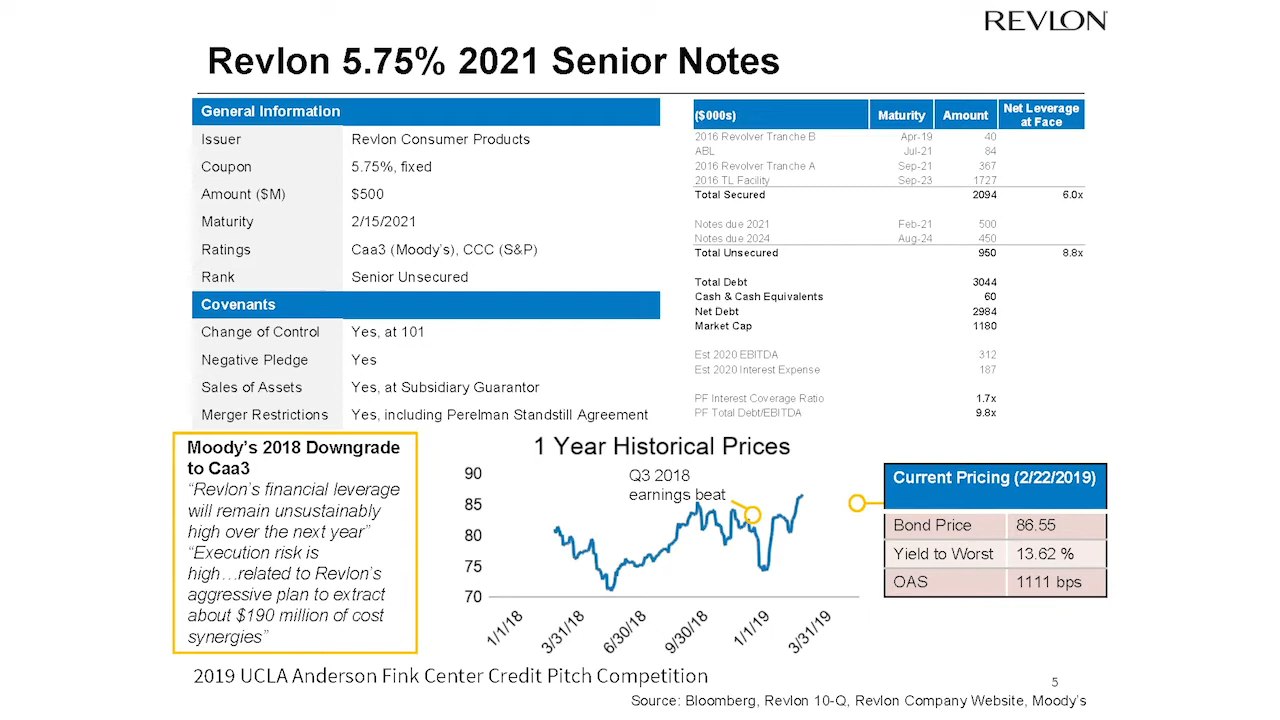 REVLON
Revlon 5.75% 2021 Senior Notes
General Information
Issuer Revlon Consumer Products
Coupon 5.75%, fixed
Amount ($M) $500
Maturity 2/15/2021
Ratings Caa3 (Moody's), CCC (S&P)
Rank Senior Unsecured
Covenants
Change of Control Yes, at 101
Negative Pledge Yes
Sales of Assets Yes, at Subsidiary Guarantor
Merger Restrictions Yes, including Perelman Standstill Agreement
($000s) Maturity Amount Net Leverage at Face
2016 Revolver Tranche B Apr-19 40
ABL Jul-21 84
2016 Revolver Tranche A Sep-21 367
2016 TL Facility Sep-23 1727
Total Secured 2094 6.0x
Notes due 2021 Feb-21 500
Notes due 2024 Aug-24 450
Total Unsecured 950 8.8x
Total Debt 3044
Cash & Cash Equivalents 60
Net Debt 2984
Market Cap 1180
Est 2020 EBITDA 312
Est 2020 Interest Expense 187
PF Interest Coverage Ratio 1.7x
PF Total Debt/EBITDA 9.8x
Moody's 2018 Downgrade
to Caa3
“Revlon's financial leverage
will remain unsustainably
high over the next year”
“Execution risk is
high…related to Revlon's
aggressive plan to extract
about $190 million of cost
synergies”
1 Year Historical Prices
Q3 2018
earnings beat
90
85
80
75
70
1/1/18 3/31/18 6/30/18 9/30/18 1/1/19 3/31/19
Current Pricing (2/22/2019)
Bond Price 86.55
Yield to Worst 13.62 %
OAS 1111 bps
2019 UCLA Anderson Fink Center Credit Pitch Competition
5
Source: Bloomberg, Revlon 10-Q, Revlon Company Website, Moody's